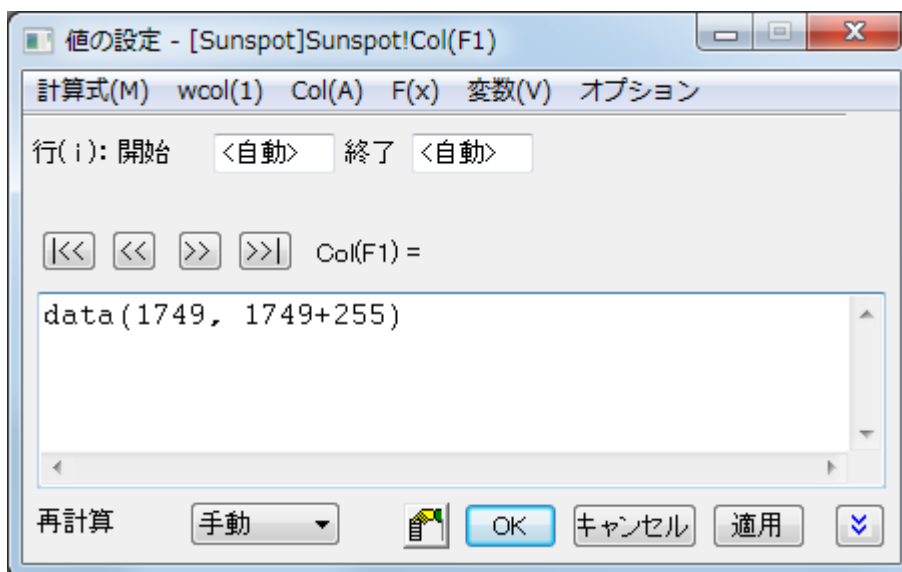 値の設定 - [Sunspot]Sunspot!Col(F1)
計算式(M) wcol(1) Col(A) F(x) 変数(V) オプション
行(i): 開始 <自動> 終了 <自動>
|<< << >> >>| Col(F1) =
data(1749, 1749+255)
再計算 手動 OK キャンセル 適用